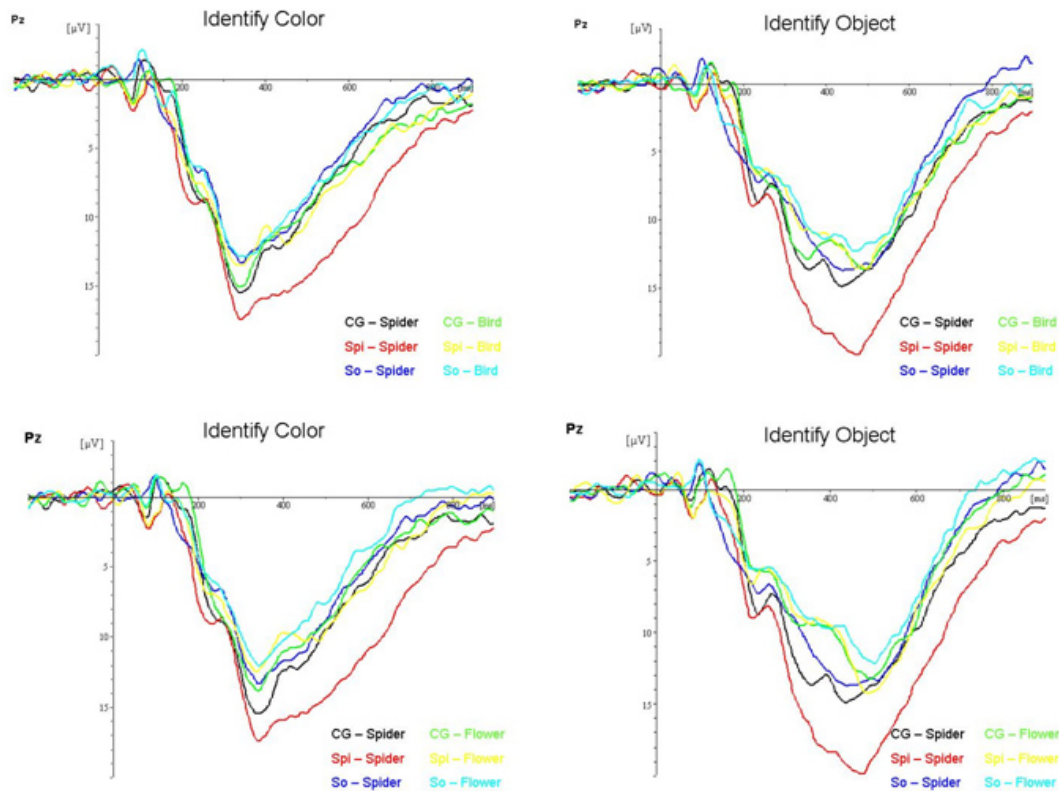 Pz
[µV]
Identify Color
200
400
600
800
[ms]
5
10
15
CG – Spider CG – Bird
Spi – Spider Spi – Bird
So – Spider So – Bird
Pz
[µV]
Identify Object
200
400
600
800
5
10
15
CG – Spider CG – Bird
Spi – Spider Spi – Bird
So – Spider So – Bird
Pz
[µV]
Identify Color
200
400
600
[ms]
5
10
15
CG – Spider CG – Flower
Spi – Spider Spi – Flower
So – Spider So – Flower
Pz
[µV]
Identify Object
200
400
600
[ms]
5
10
15
CG – Spider CG – Flower
Spi – Spider Spi – Flower
So – Spider So – Flower